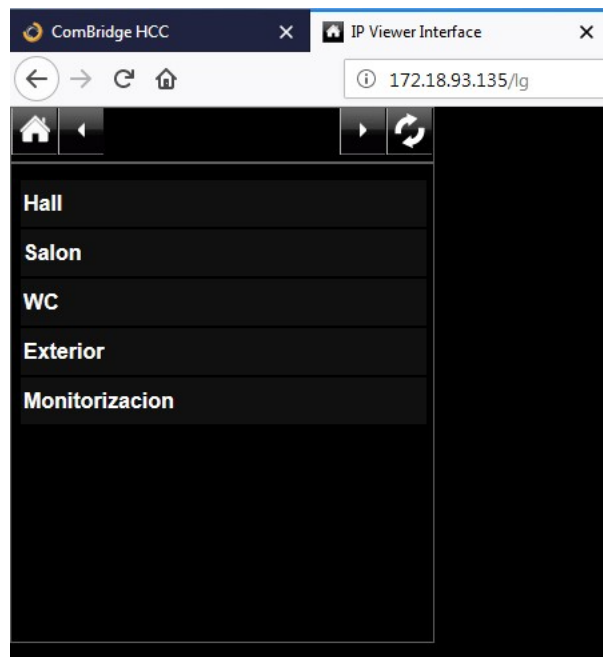 ComBridge HCC
IP Viewer Interface
172.18.93.135/lg
Hall
Salon
WC
Exterior
Monitorizacion